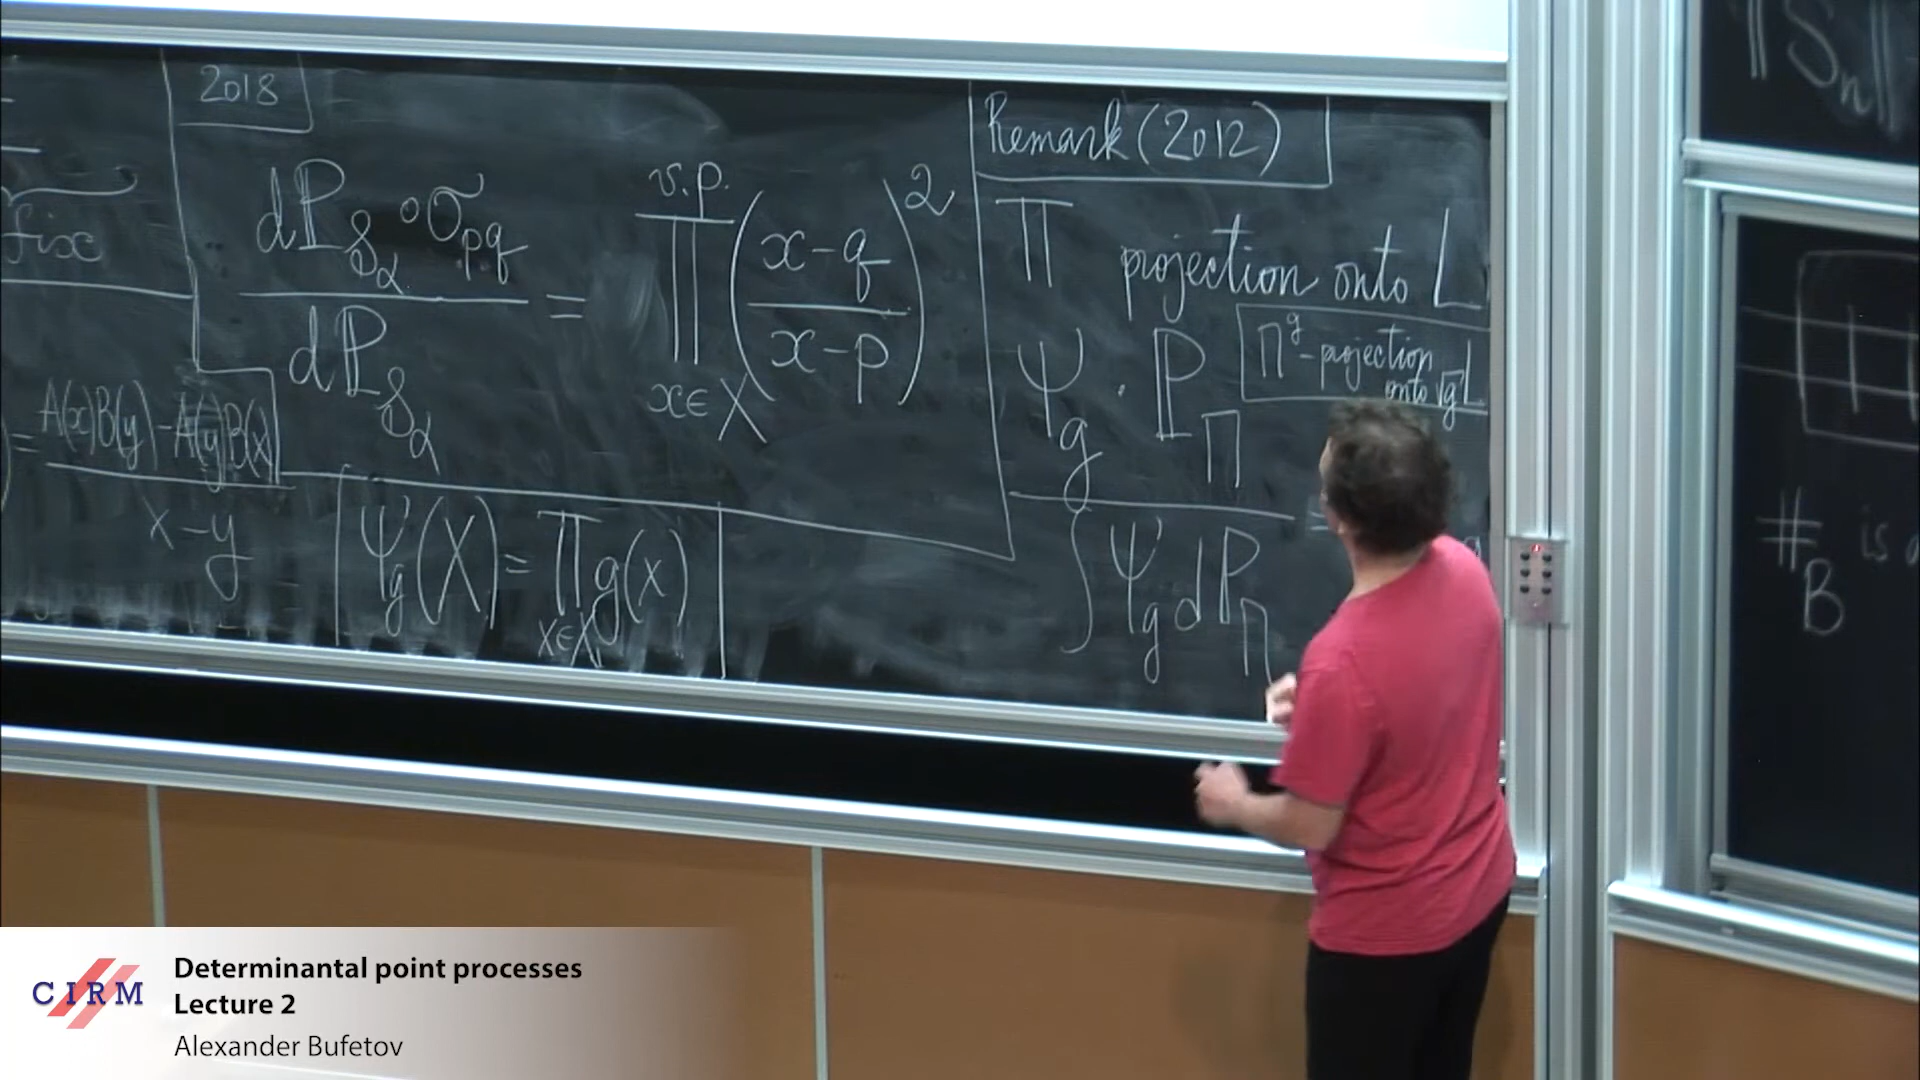 2018
fix
dℙ_{S_α}∘σ_{pq} / dℙ_{S_α} = ∏^{v.p.}_{x∈X} ((x-q)/(x-p))^2
= (A(x)B(y) - A(y)B(x)) / (x-y)
Ψ_g(X) = ∏_{x∈X} g(x)
Remark (2012)
Π projection onto L
Π^g - projection
onto √g L
Ψ_g · ℙ_Π / ∫Ψ_g dℙ_Π =
‖S_n‖
#_B is
CIRM
Determinantal point processes
Lecture 2
Alexander Bufetov